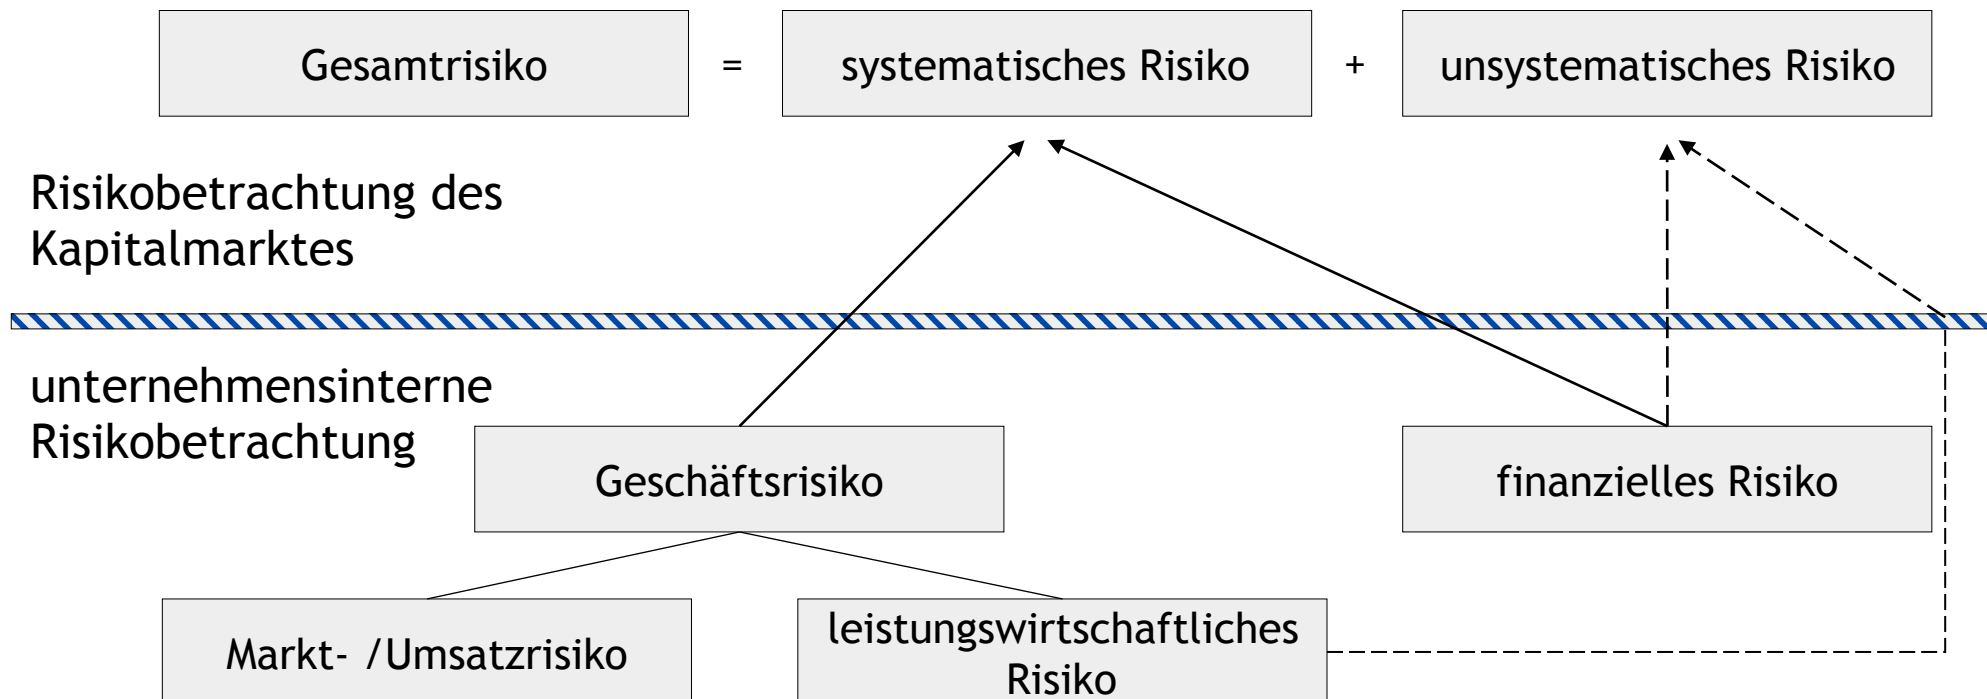 Gesamtrisiko = systematisches Risiko + unsystematisches Risiko
Risikobetrachtung des
Kapitalmarktes
unternehmensinterne
Risikobetrachtung
Geschäftsrisiko
finanzielles Risiko
Markt- /Umsatzrisiko
leistungswirtschaftliches
Risiko